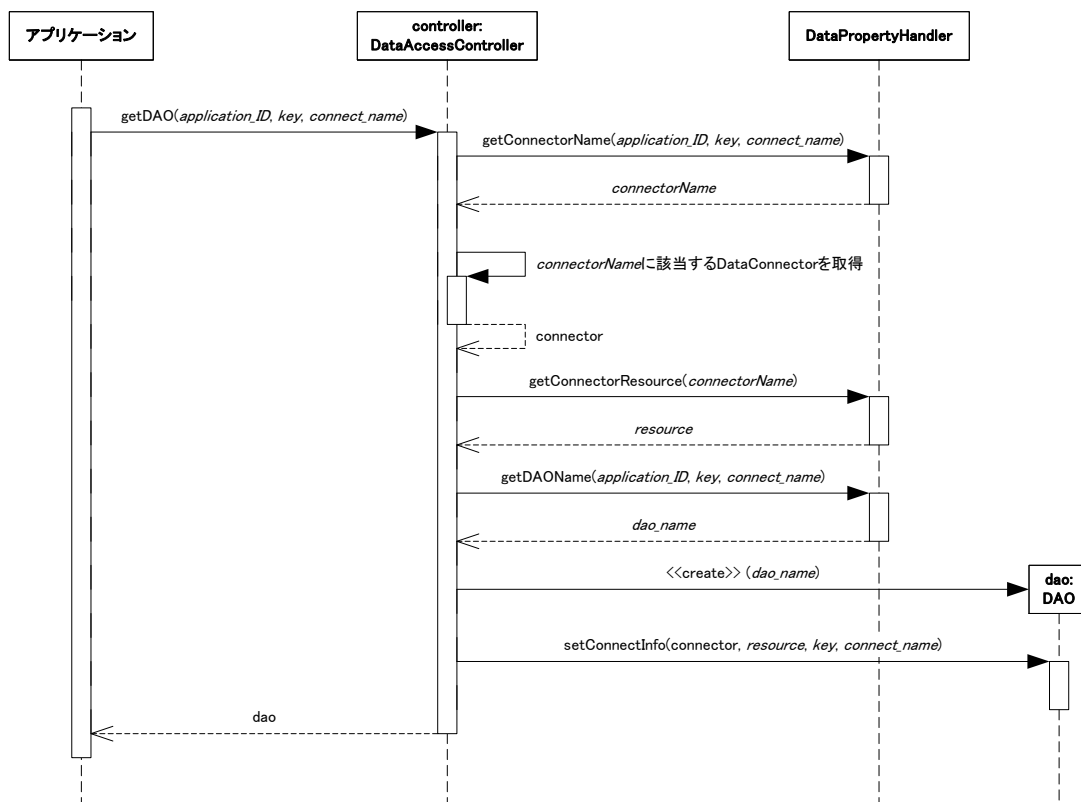 アプリケーション
controller:
DataAccessController
DataPropertyHandler
getDAO(application_ID, key, connect_name)
getConnectorName(application_ID, key, connect_name)
connectorName
connectorNameに該当するDataConnectorを取得
connector
getConnectorResource(connectorName)
resource
getDAOName(application_ID, key, connect_name)
dao_name
<<create>> (dao_name)
dao:
DAO
setConnectInfo(connector, resource, key, connect_name)
dao